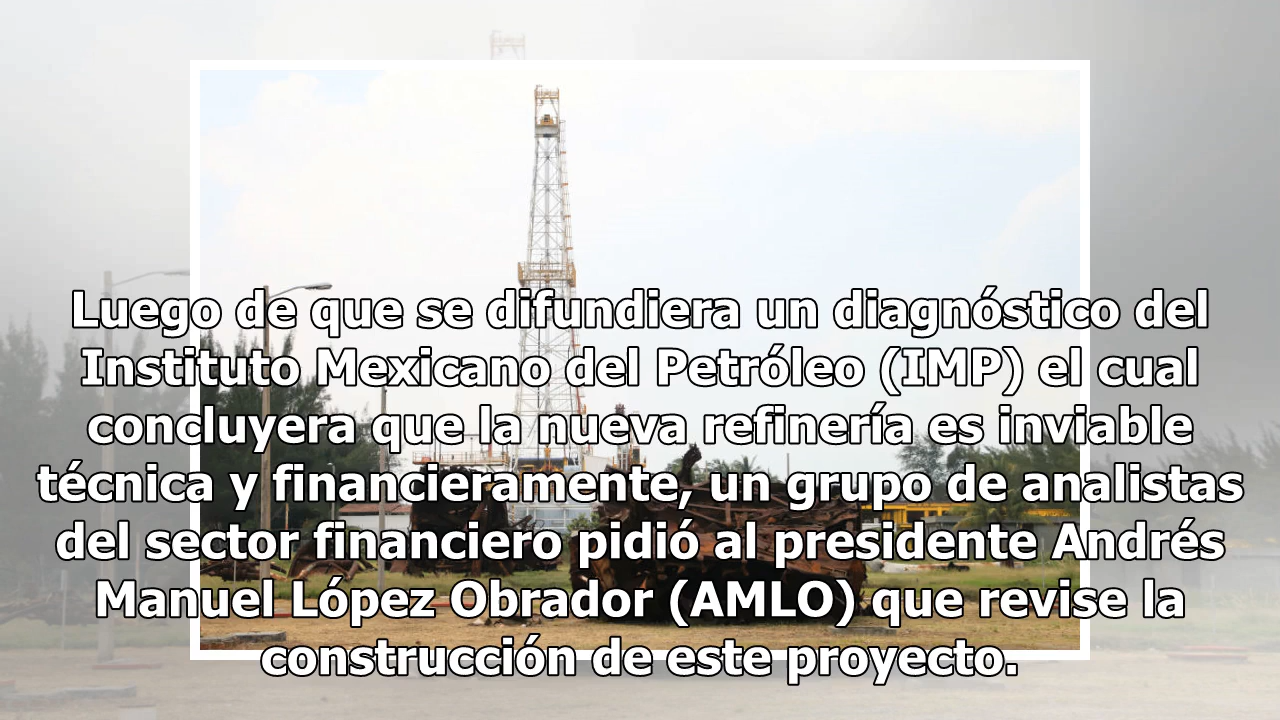 Luego de que se difundiera un diagnóstico del
Instituto Mexicano del Petróleo (IMP) el cual
concluyera que la nueva refinería es inviable
técnica y financieramente, un grupo de analistas
del sector financiero pidió al presidente Andrés
Manuel López Obrador (AMLO) que revise la
construcción de este proyecto.